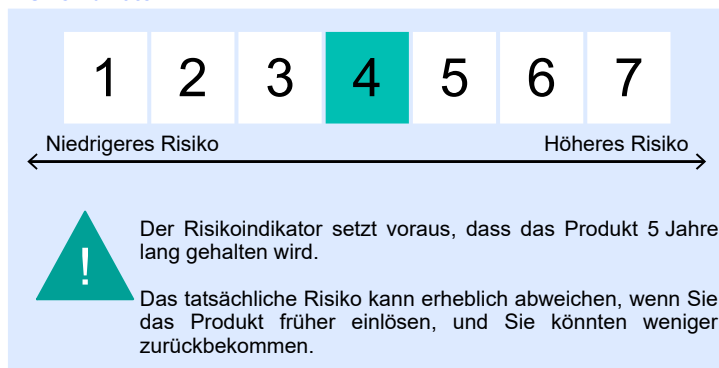 1 2 3 4 5 6 7
Niedrigeres Risiko Höheres Risiko
!
Der Risikoindikator setzt voraus, dass das Produkt 5 Jahre
lang gehalten wird.
Das tatsächliche Risiko kann erheblich abweichen, wenn Sie
das Produkt früher einlösen, und Sie könnten weniger
zurückbekommen.